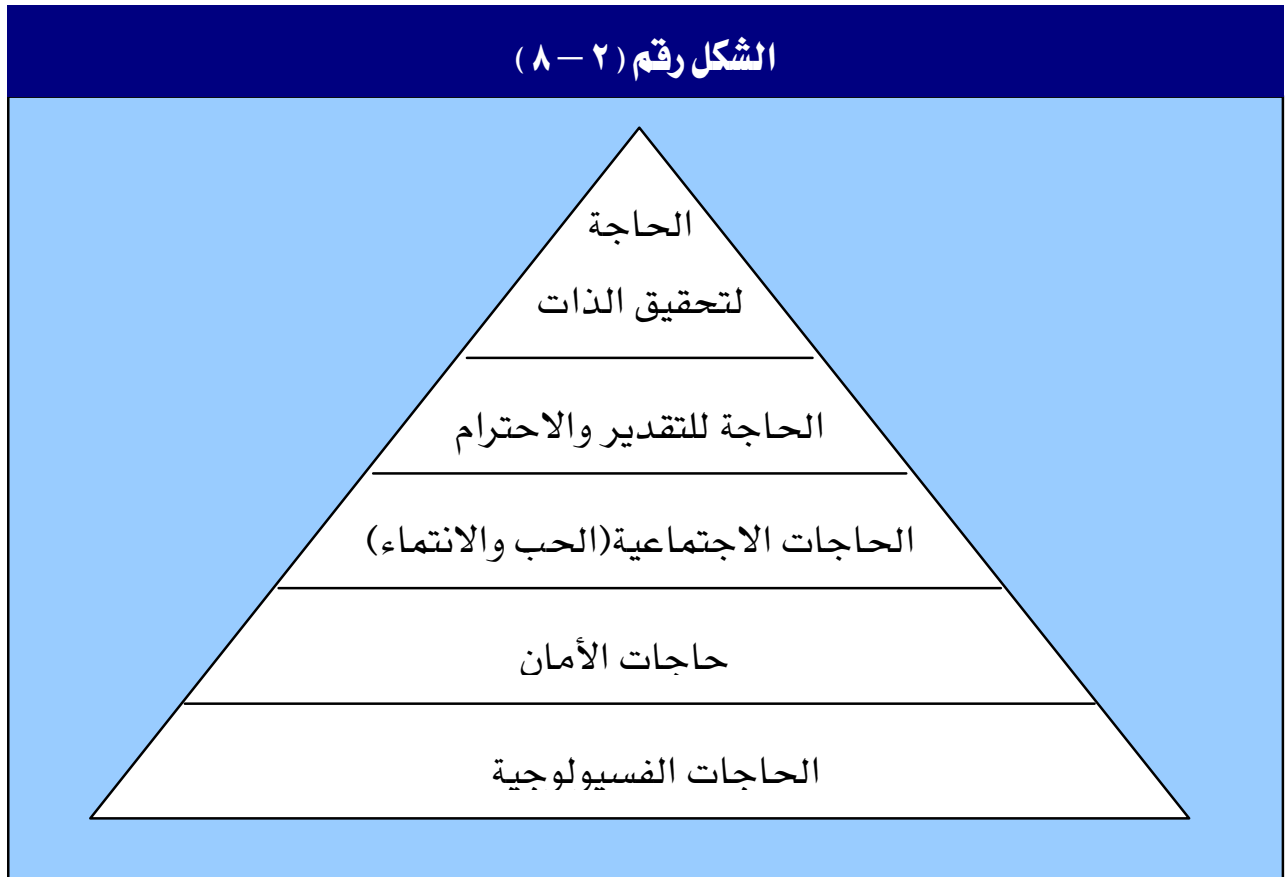 الشكل رقم (٢ – ٨)
الحاجة
لتحقيق الذات
الحاجة للتقدير والاحترام
الحاجات الاجتماعية(الحب والانتماء)
حاجات الأمان
الحاجات الفسيولوجية